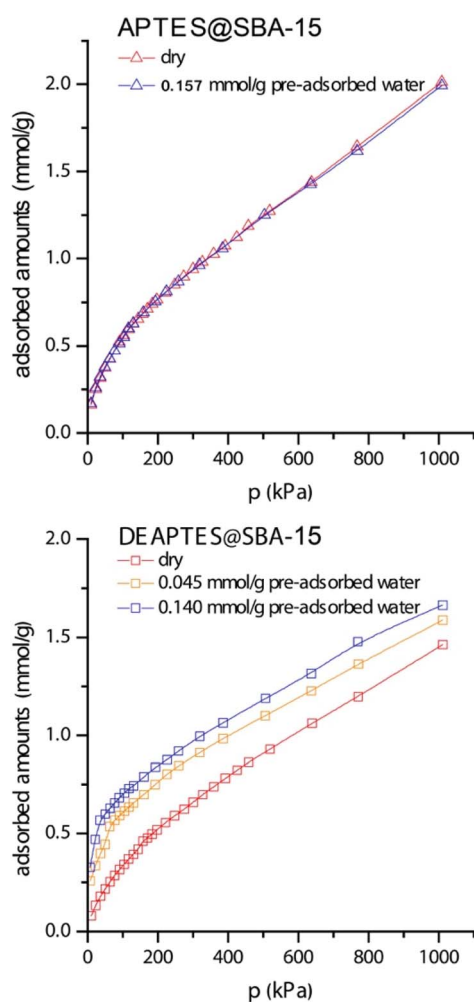 APTES@SBA-15
dry
0.157 mmol/g pre-adsorbed water
adsorbed amounts (mmol/g)
2.0
1.5
1.0
0.5
0.0
0 200 400 600 800 1000
p (kPa)
DEAPTES@SBA-15
dry
0.045 mmol/g pre-adsorbed water
0.140 mmol/g pre-adsorbed water
adsorbed amounts (mmol/g)
2.0
1.5
1.0
0.5
0.0
0 200 400 600 800 1000
p (kPa)